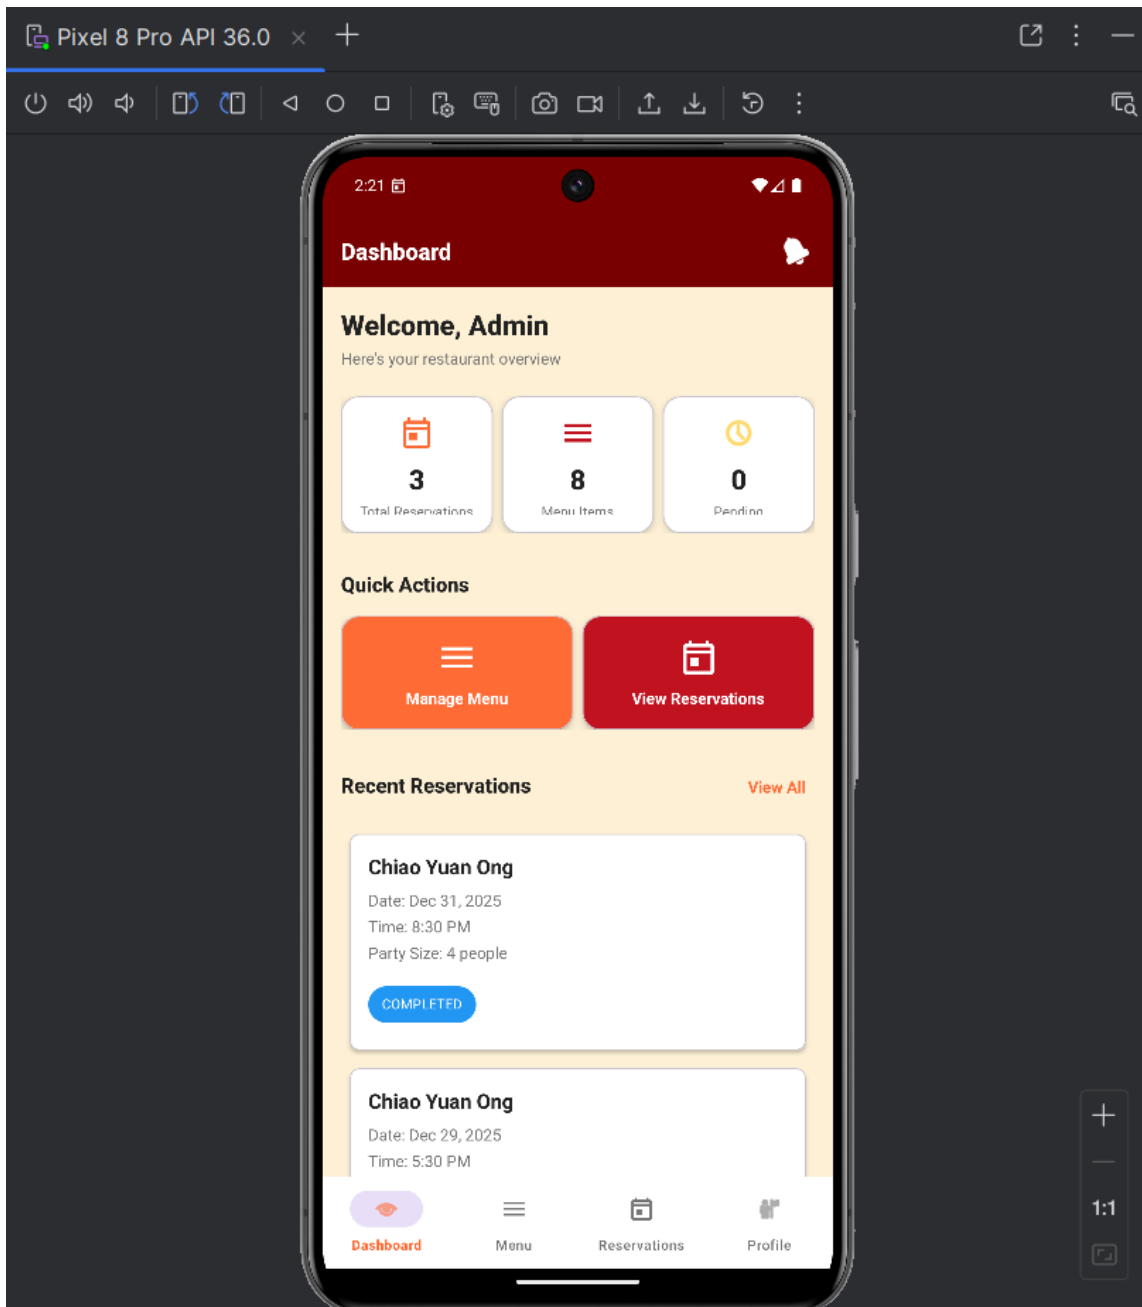 Pixel 8 Pro API 36.0
2:21
Dashboard
Welcome, Admin
Here's your restaurant overview
3
Total Reservations
8
Menu Items
0
Pending
Quick Actions
Manage Menu
View Reservations
Recent Reservations
View All
Chiao Yuan Ong
Date: Dec 31, 2025
Time: 8:30 PM
Party Size: 4 people
COMPLETED
Chiao Yuan Ong
Date: Dec 29, 2025
Time: 5:30 PM
Dashboard
Menu
Reservations
Profile
1:1